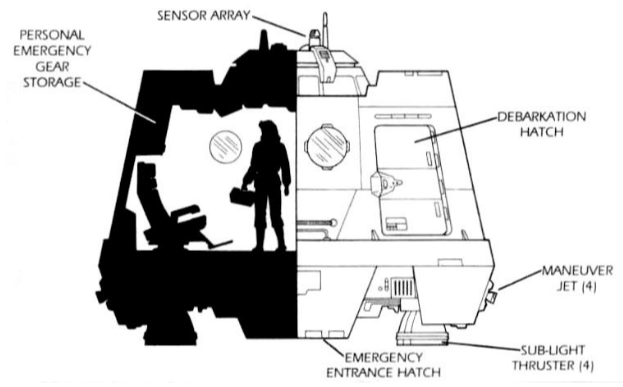 SENSOR ARRAY
PERSONAL
EMERGENCY
GEAR
STORAGE
DEBARKATION
HATCH
MANEUVER
JET (4)
SUB-LIGHT
THRUSTER (4)
EMERGENCY
ENTRANCE HATCH